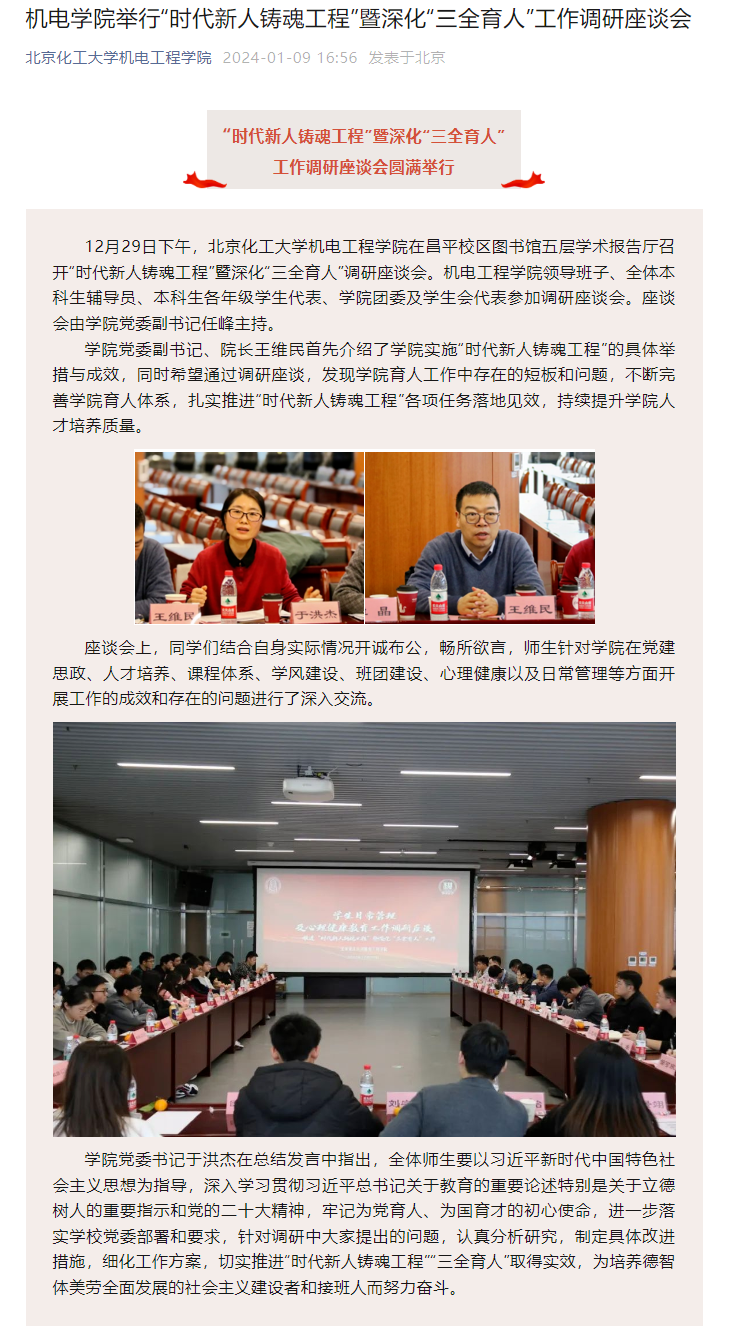 机电学院举行“时代新人铸魂工程”暨深化“三全育人”工作调研座谈会
北京化工大学机电工程学院 2024-01-09 16:56 发表于北京
“时代新人铸魂工程”暨深化“三全育人”
工作调研座谈会圆满举行
12月29日下午，北京化工大学机电工程学院在昌平校区图书馆五层学术报告厅召
开“时代新人铸魂工程”暨深化“三全育人”调研座谈会。机电工程学院领导班子、全体本
科生辅导员、本科生各年级学生代表、学院团委及学生会代表参加调研座谈会。座谈
会由学院党委副书记任峰主持。
学院党委副书记、院长王维民首先介绍了学院实施“时代新人铸魂工程”的具体举
措与成效，同时希望通过调研座谈，发现学院育人工作中存在的短板和问题，不断完
善学院育人体系，扎实推进“时代新人铸魂工程”各项任务落地见效，持续提升学院人
才培养质量。
王维民
于洪杰
晶
王维民
座谈会上，同学们结合自身实际情况开诚布公，畅所欲言，师生针对学院在党建
思政、人才培养、课程体系、学风建设、班团建设、心理健康以及日常管理等方面开
展工作的成效和存在的问题进行了深入交流。
学生日常管理
及心理健康教育工作调研座谈
刘
学院党委书记于洪杰在总结发言中指出，全体师生要以习近平新时代中国特色社
会主义思想为指导，深入学习贯彻习近平总书记关于教育的重要论述特别是关于立德
树人的重要指示和党的二十大精神，牢记为党育人、为国育才的初心使命，进一步落
实学校党委部署和要求，针对调研中大家提出的问题，认真分析研究，制定具体改进
措施，细化工作方案，切实推进“时代新人铸魂工程”“三全育人”取得实效，为培养德智
体美劳全面发展的社会主义建设者和接班人而努力奋斗。